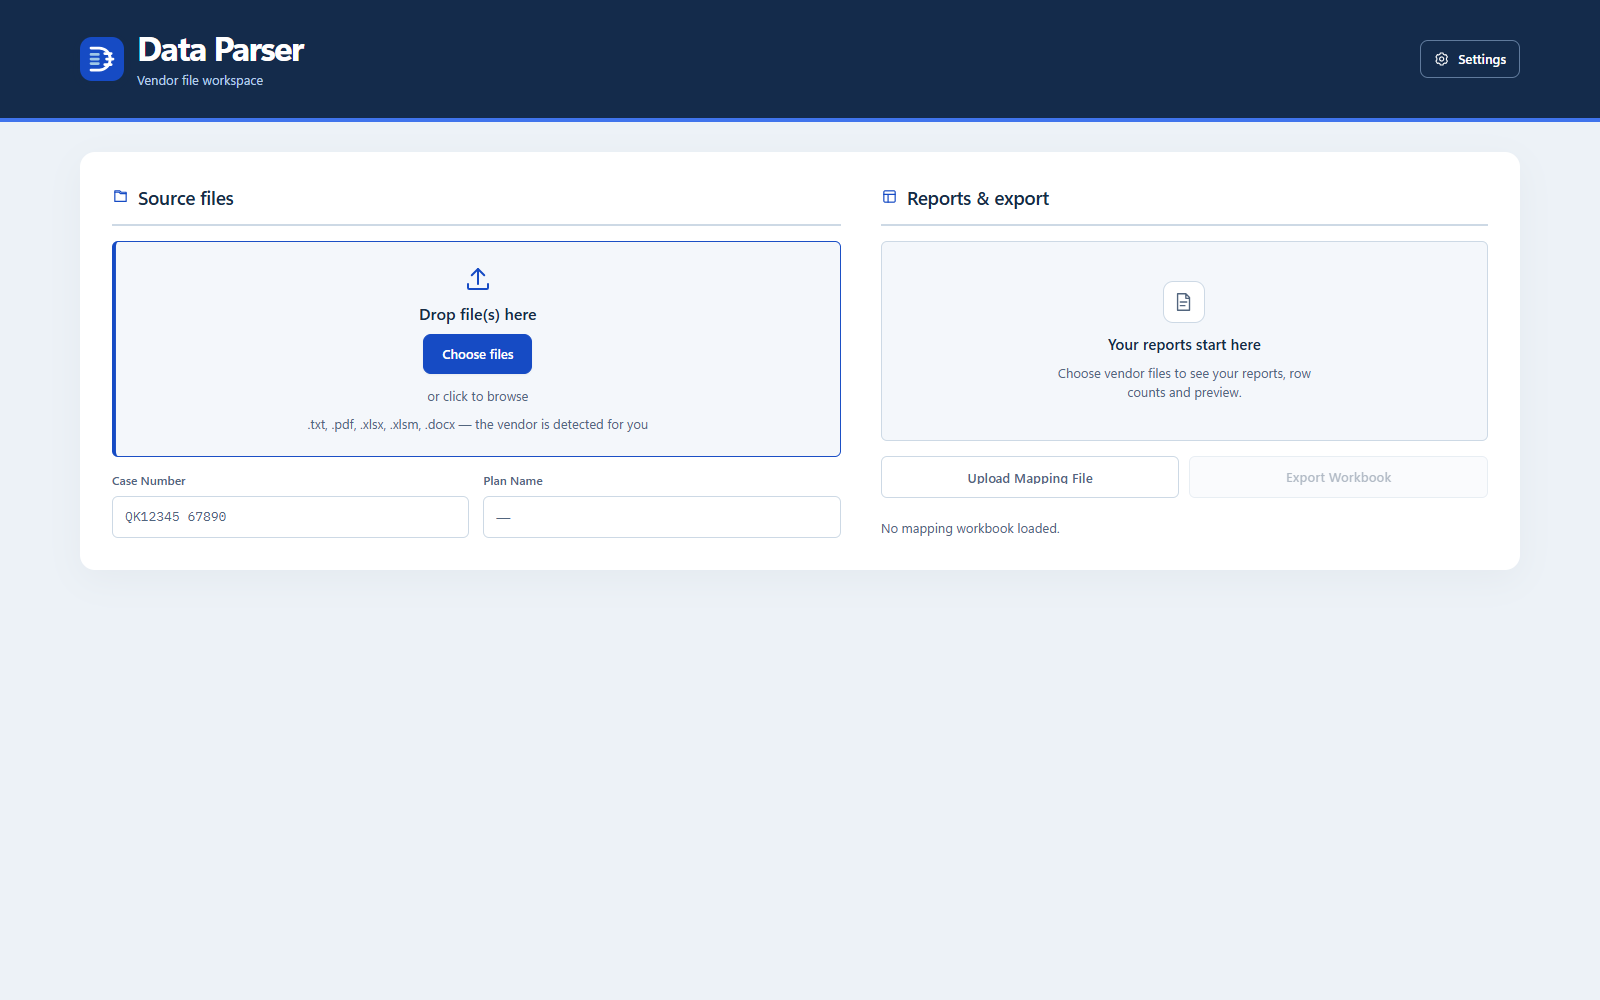 Data Parser
Vendor file workspace
Settings
Source files
Drop file(s) here
Choose files
or click to browse
.txt, .pdf, .xlsx, .xlsm, .docx — the vendor is detected for you
Case Number
QK12345 67890
Plan Name
—
Reports & export
Your reports start here
Choose vendor files to see your reports, row
counts and preview.
Upload Mapping File
Export Workbook
No mapping workbook loaded.